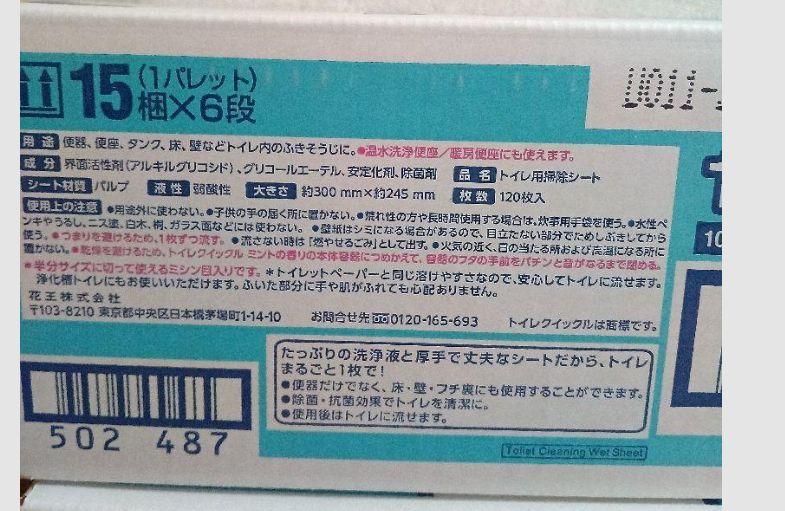 15 (1パレット)
梱×6段
用途 便器、便座、タンク、床、壁などトイレ内のふきそうじに。●温水洗浄便座/暖房便座にも使えます。
成分 界面活性剤(アルキルグリコシド)、グリコールエーテル、安定化剤、除菌剤 品名 トイレ用掃除シート
シート材質 パルプ 液性 弱酸性 大きさ 約300 mm×約245 mm 枚数 120枚入
使用上の注意 ●用途外に使わない。●子供の手の届く所に置かない。●荒れ性の方や長時間使用する場合は、炊事用手袋を使う。●水性ペ
ンキやうるし、ニス塗、白木、桐、ガラス面などには使わない。●壁紙はシミになる場合があるので、目立たない部分でためしぶきしてから
使う。●つまりを避けるため、1枚ずつ流す。●流さない時は「燃やせるごみ」として出す。●火気の近く、日の当たる所および高温になる所に
置かない。●乾燥を避けるため、トイレクイックル ミントの香りの本体容器につめかえて、容器のフタの手前をパチンと音がなるまで閉める。
*半分サイズに切って使えるミシン目入りです。*トイレットペーパーと同じ溶けやすさなので、安心してトイレに流せます。
浄化槽トイレにもお使いいただけます。ふいた部分に手や肌がふれても心配ありません。
花王株式会社
〒103-8210 東京都中央区日本橋茅場町1-14-10 お問合せ先 0120-165-693 トイレクイックルは商標です。
たっぷりの洗浄液と厚手で丈夫なシートだから、トイレ
まるごと1枚で!
●便器だけでなく、床・壁・フチ裏にも使用することができます。
●除菌・抗菌効果でトイレを清潔に。
●使用後はトイレに流せます。
502 487
Toilet Cleaning Wet Sheet
10